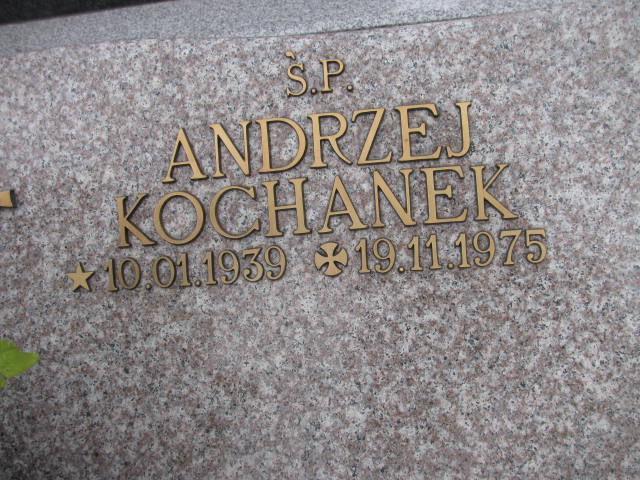 Ś.P.
ANDRZEJ
KOCHANEK
★ 10.01.1939 ✠ 19.11.1975